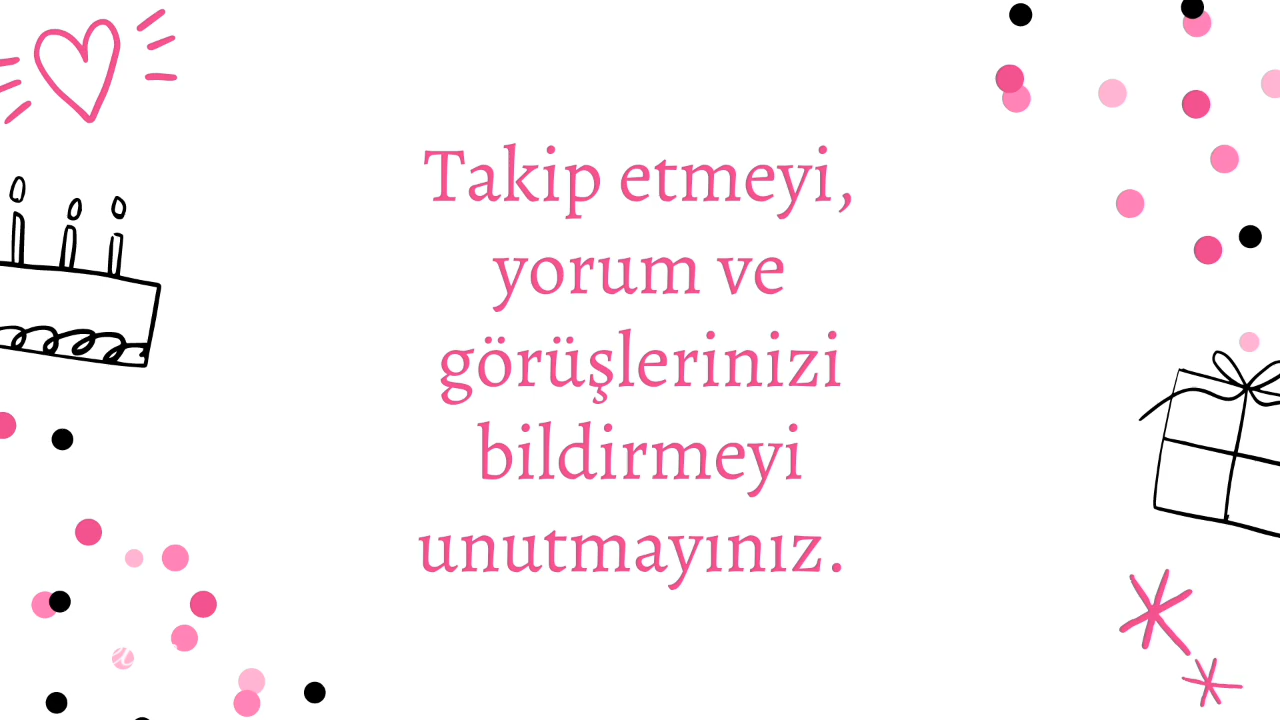 Takip etmeyi,
yorum ve
görüşlerinizi
bildirmeyi
unutmayınız.